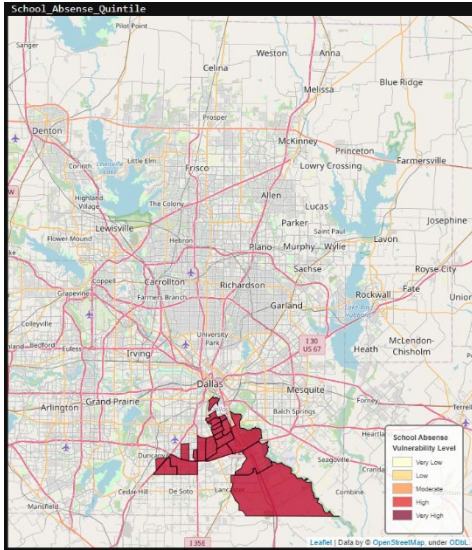 School_Absense_Quintile
Pilot Point
Sanger
Weston
Anna
Celina
Melissa
Blue Ridge
Prosper
Denton
McKinney
Princeton
Corinth
Little Elm
Frisco
Lowry Crossing
Farmersville
Allen
Highland
Village
The Colony
Lucas
Lewisville
Parker
Saint Paul
Josephine
Flower Mound
Hebron
Plano
Murphy
Wylie
Lavon
Sachse
Royse City
Coppell
Carrollton
Richardson
Grapevine
Farmers Branch
Rockwall
Fate
Union
Garland
Colleyville
University
Park
I 30
US 67
McLendon-
Chisholm
Heath
Bedford
Euless
Irving
Dallas
Mesquite
Arlington
Grand Prairie
Balch Springs
Forney
Terrell
Duncanville
Seagoville
Heartland
Crandall
Cedar Hill
De Soto
Lancaster
Combine
Mansfield
I 35E
School Absense
Vulnerability Level
Very Low
Low
Moderate
High
Very High
Leaflet | Data by © OpenStreetMap, under ODbL.